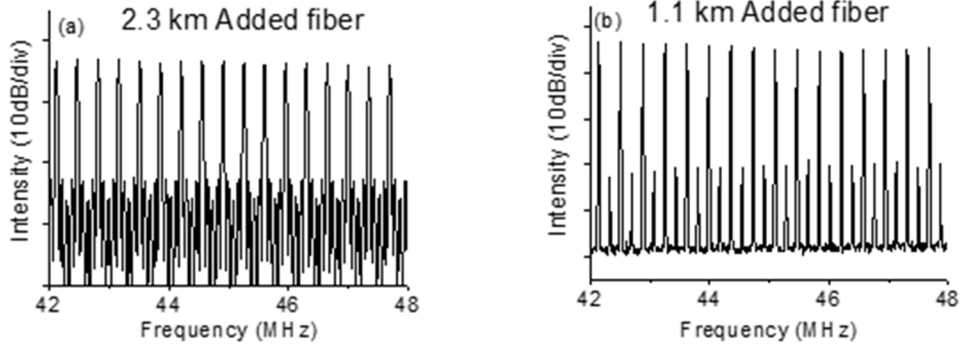 (a) 2.3 km Added fiber
Intensity (10dB/div)
42 44 46 48
Frequency (MHz)
(b) 1.1 km Added fiber
Intensity (10dB/div)
42 44 46 48
Frequency (MHz)